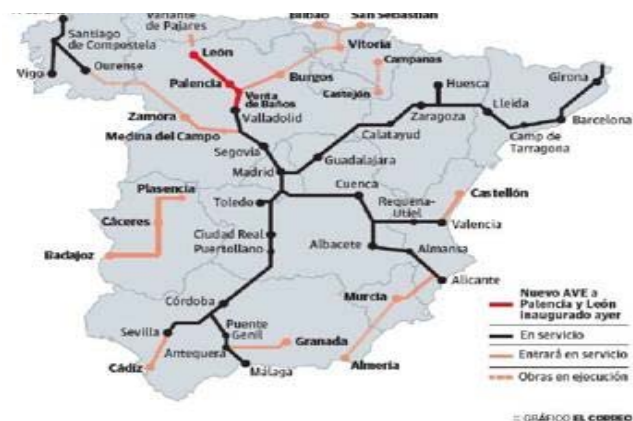 Variante
de Pajares
Bilbao
San Sebastián
Santiago
de Compostela
León
Vitoria
Vigo
Ourense
Palencia
Burgos
Campanas
Castejón
Huesca
Girona
Venta
de Baños
Zamora
Valladolid
Zaragoza
Lleida
Barcelona
Medina del Campo
Calatayud
Camp de
Tarragona
Segovia
Guadalajara
Madrid
Plasencia
Cuenca
Castellón
Toledo
Requena-
Utiel
Cáceres
Valencia
Ciudad Real
Albacete
Almansa
Badajoz
Puertollano
Alicante
Murcia
Córdoba
Sevilla
Puente
Genil
Granada
Antequera
Cádiz
Málaga
Almería
Nuevo AVE a
Palencia y León
inaugurado ayer
En servicio
Entrará en servicio
Obras en ejecución
GRÁFICO EL CORREO